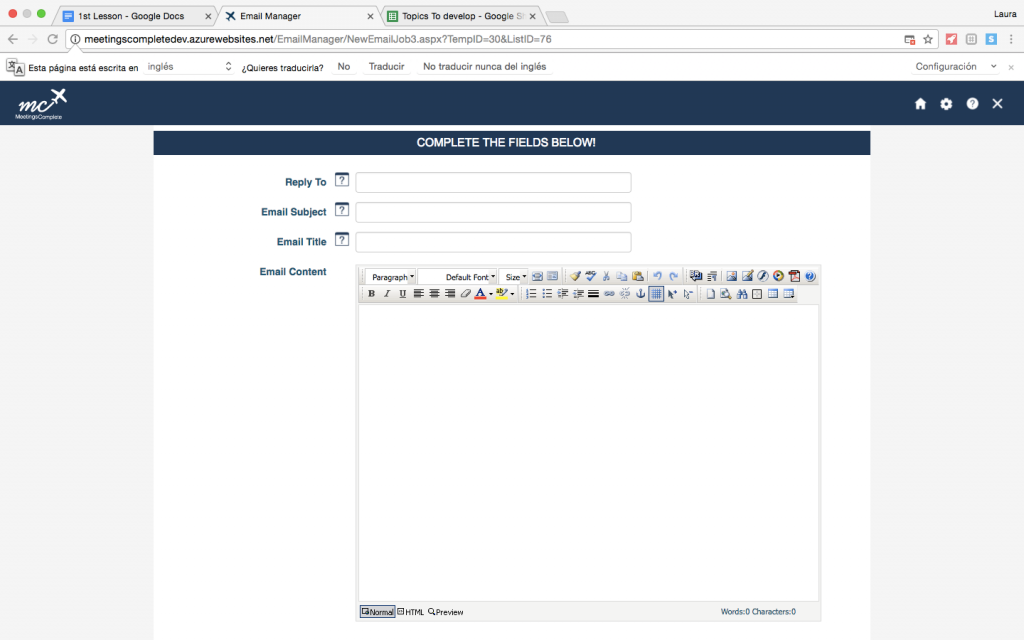 1st Lesson - Google Docs
Email Manager
Topics To develop - Google S
Laura
meetingscompletedev.azurewebsites.net/EmailManager/NewEmailJob3.aspx?TempID=30&ListID=76
Esta página está escrita en inglés ¿Quieres traducirla? No Traducir No traducir nunca del inglés Configuración
mc
MeetingsComplete
COMPLETE THE FIELDS BELOW!
Reply To
Email Subject
Email Title
Email Content
Paragraph Default Font Size
B I U
Normal HTML Preview Words:0 Characters:0